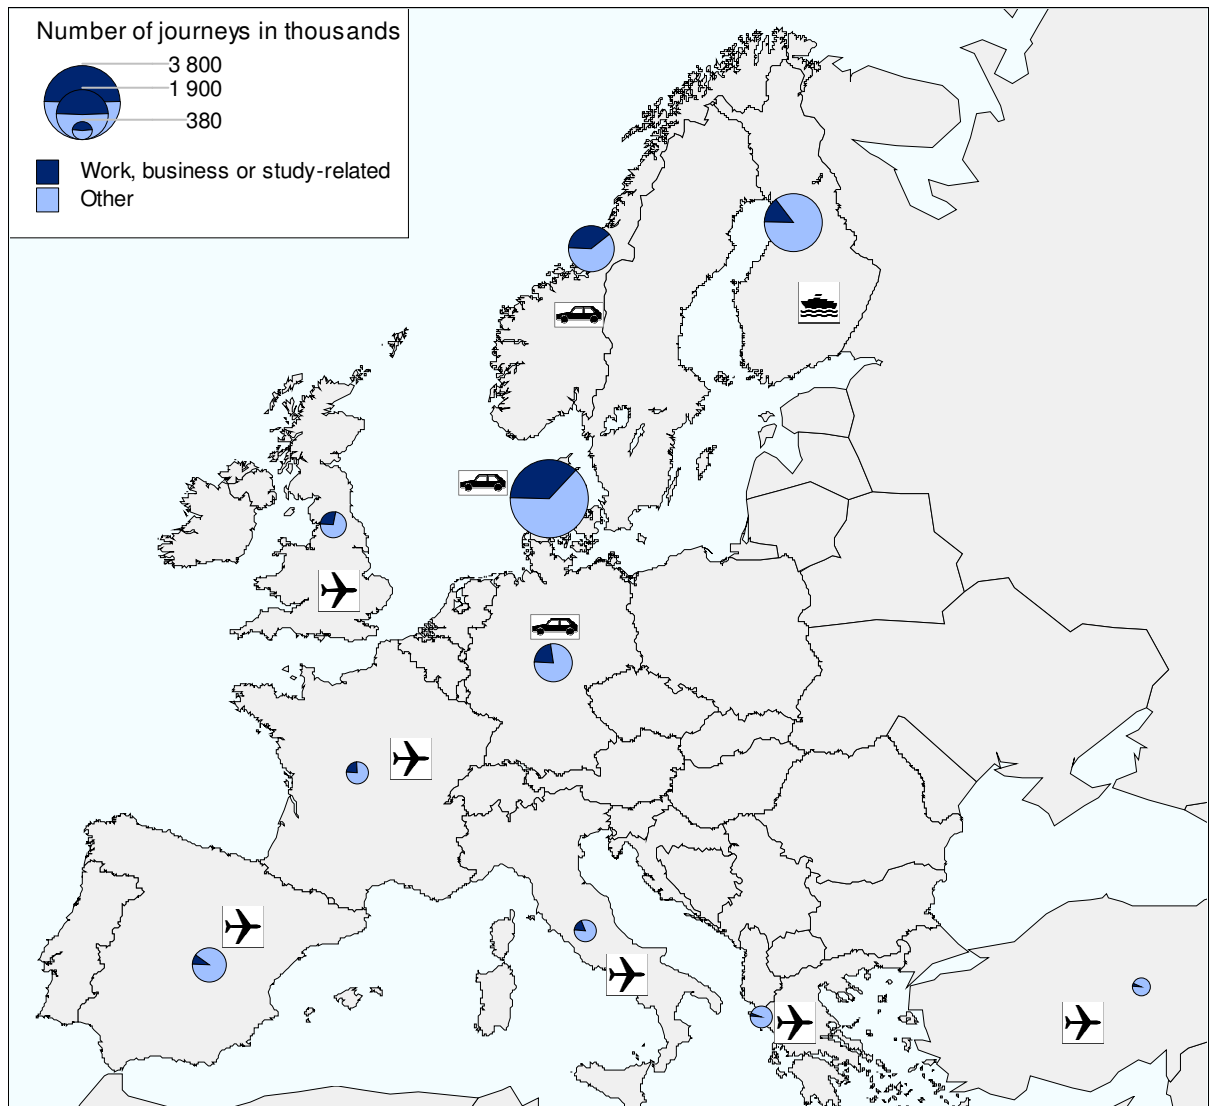 Number of journeys in thousands
3 800
1 900
380
Work, business or study-related
Other